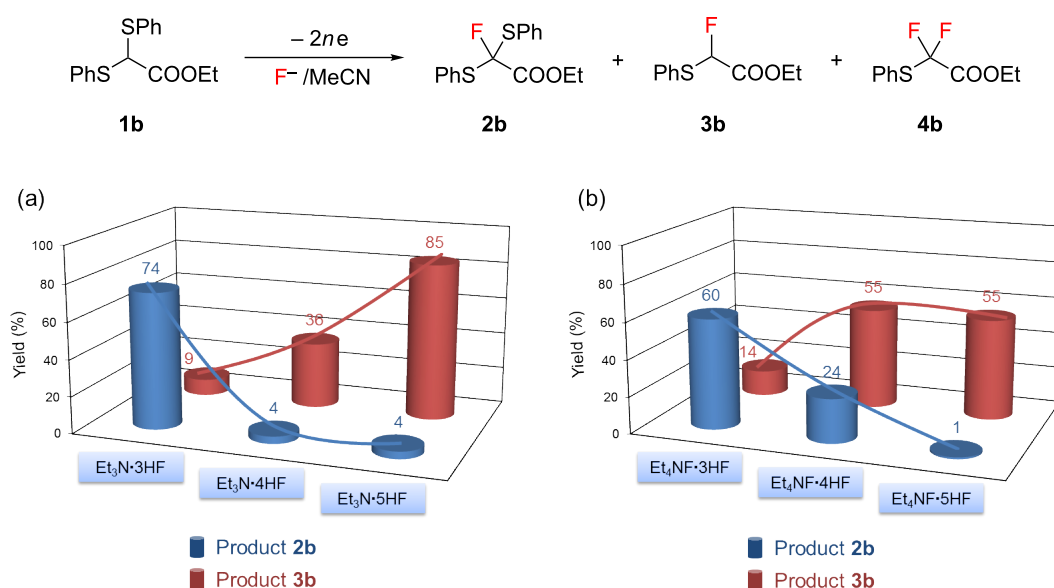 SPh
PhS COOEt
– 2ne
F⁻ /MeCN
F SPh
PhS COOEt
+
F
PhS COOEt
+
F F
PhS COOEt
1b 2b 3b 4b
(a)
Yield (%)
100
80
60
40
20
0
74
4
4
9
38
85
Et₃N•3HF
Et₃N•4HF
Et₃N•5HF
Product 2b
Product 3b
(b)
Yield (%)
100
80
60
40
20
0
60
24
1
14
55
55
Et₄NF•3HF
Et₄NF•4HF
Et₄NF•5HF
Product 2b
Product 3b